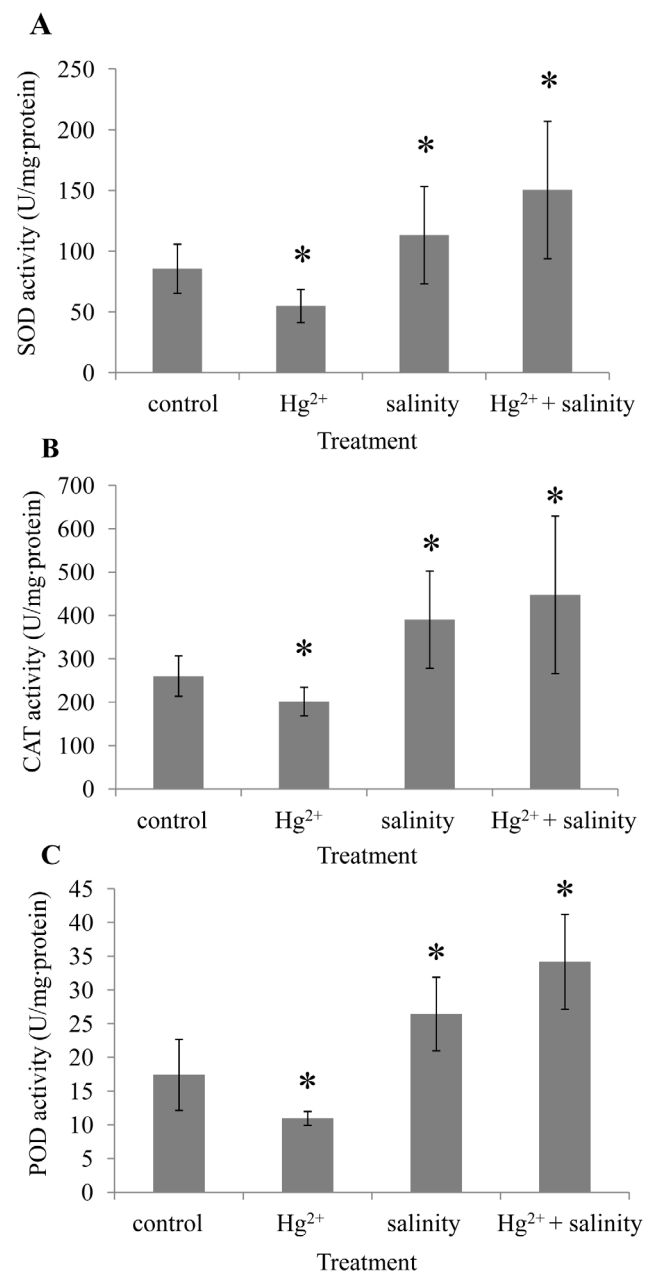 A
SOD activity (U/mg·protein)
250
200
150
100
50
0
*
*
*
control Hg²⁺ salinity Hg²⁺ + salinity
Treatment
B
CAT activity (U/mg·protein)
700
600
500
400
300
200
100
0
*
*
*
control Hg²⁺ salinity Hg²⁺ + salinity
Treatment
C
POD activity (U/mg·protein)
45
40
35
30
25
20
15
10
5
0
*
*
*
control Hg²⁺ salinity Hg²⁺ + salinity
Treatment